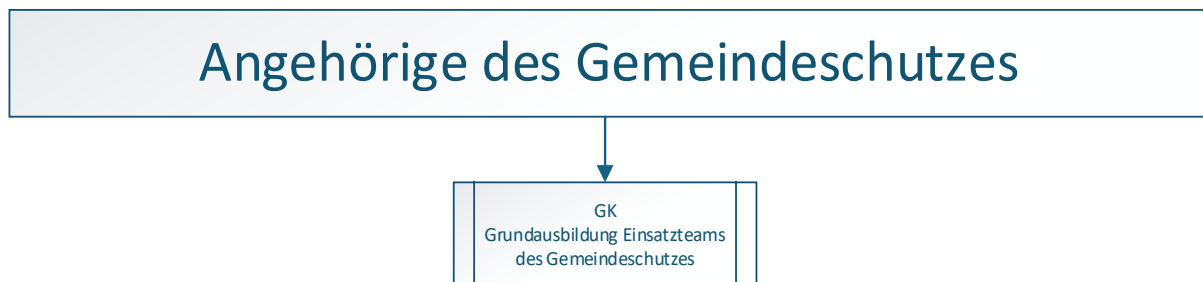 Angehörige des Gemeindeschutzes
GK
Grundausbildung Einsatzteams
des Gemeindeschutzes